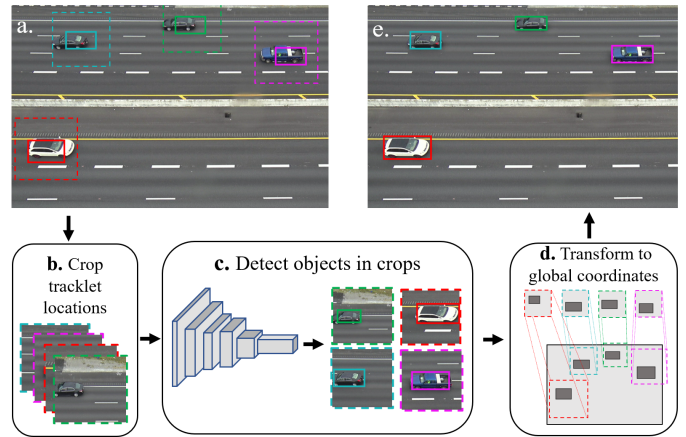 a.
e.
b. Crop
tracklet
locations
c. Detect objects in crops
d. Transform to
global coordinates